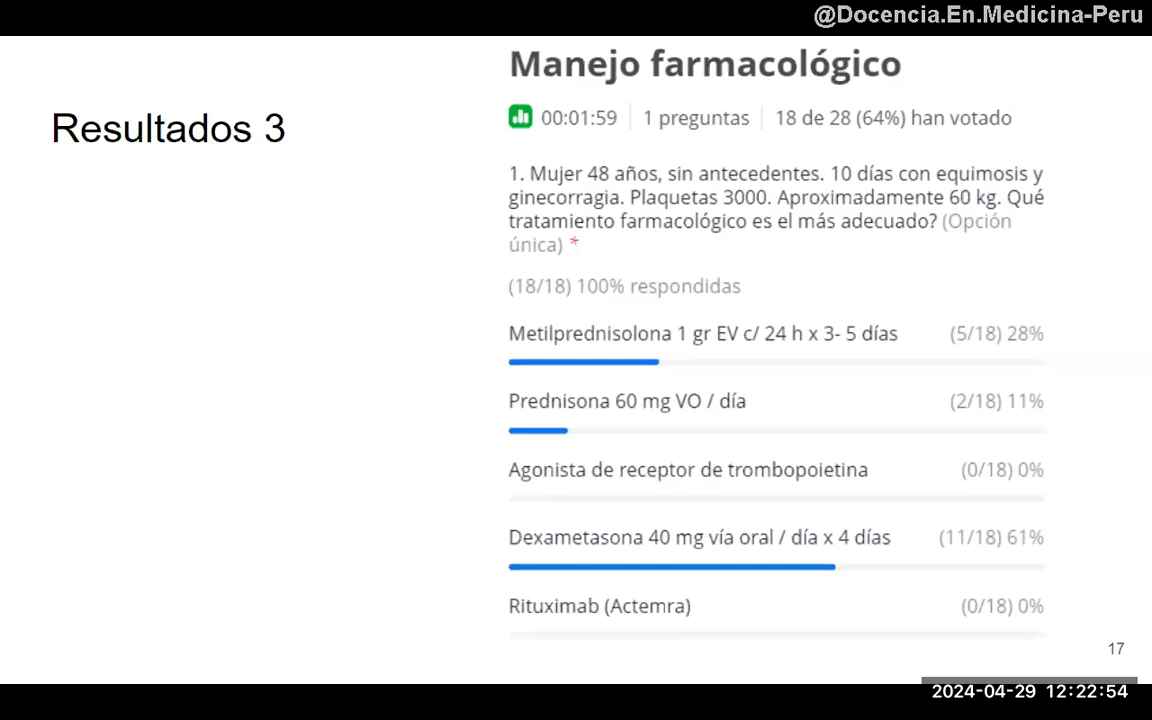 @Docencia.En.Medicina-Peru
Manejo farmacológico
Resultados 3
00:01:59 1 preguntas 18 de 28 (64%) han votado
1. Mujer 48 años, sin antecedentes. 10 días con equimosis y
ginecorragia. Plaquetas 3000. Aproximadamente 60 kg. Qué
tratamiento farmacológico es el más adecuado? (Opción
única) *
(18/18) 100% respondidas
Metilprednisolona 1 gr EV c/ 24 h x 3- 5 días (5/18) 28%
Prednisona 60 mg VO / día (2/18) 11%
Agonista de receptor de trombopoietina (0/18) 0%
Dexametasona 40 mg vía oral / día x 4 días (11/18) 61%
Rituximab (Actemra) (0/18) 0%
17
2024-04-29 12:22:54